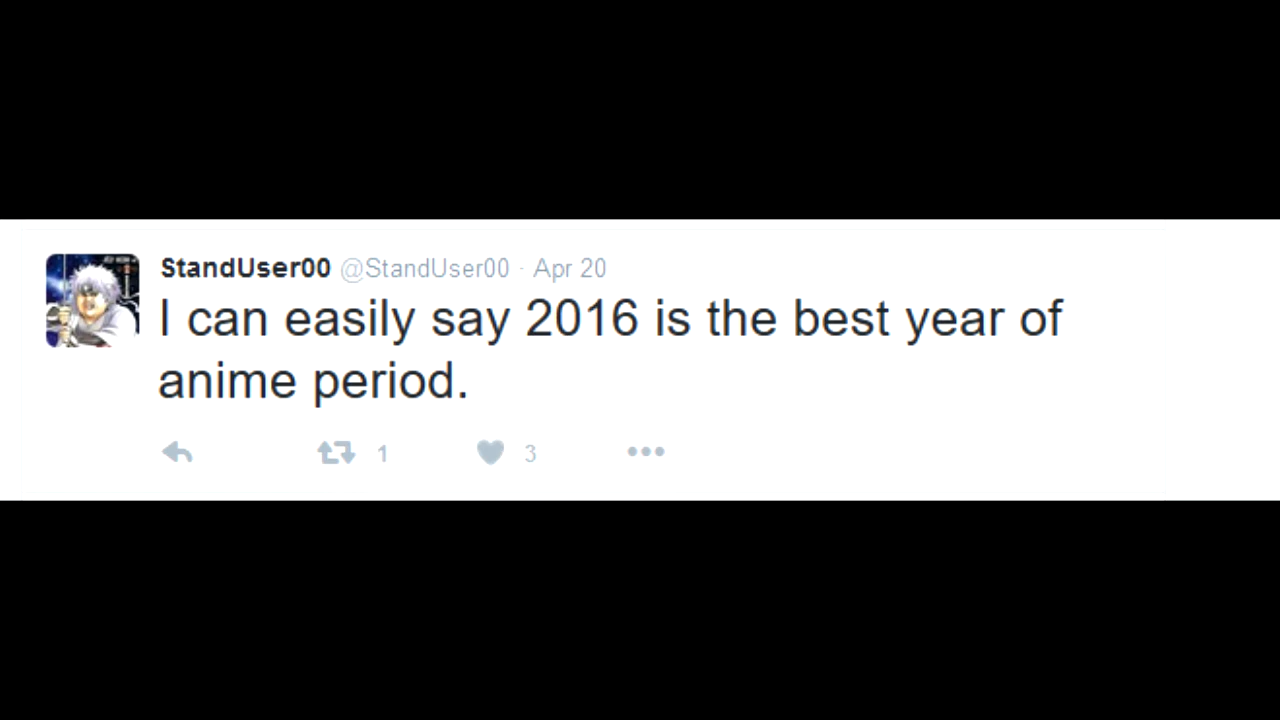 StandUser00 @StandUser00 · Apr 20
I can easily say 2016 is the best year of
anime period.
1 3